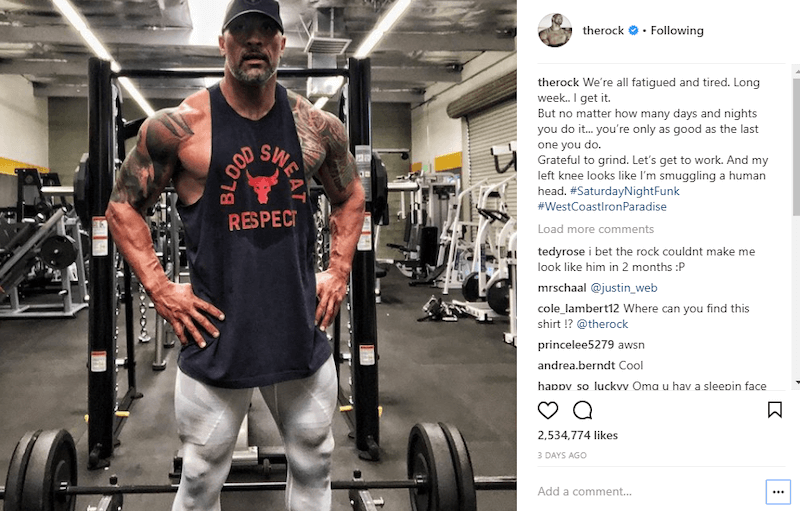 BLOOD SWEAT
RESPECT
therock • Following
therock We're all fatigued and tired. Long
week.. I get it.
But no matter how many days and nights
you do it... you're only as good as the last
one you do.
Grateful to grind. Let's get to work. And my
left knee looks like I'm smuggling a human
head. #SaturdayNightFunk
#WestCoastIronParadise
Load more comments
tedyrose i bet the rock couldnt make me
look like him in 2 months :P
mrschaal @justin_web
cole_lambert12 Where can you find this
shirt !? @therock
princelee5279 awsn
andrea.berndt Cool
happy_so_luckyy Omg u hav a sleepin face
2,534,774 likes
3 DAYS AGO
Add a comment...